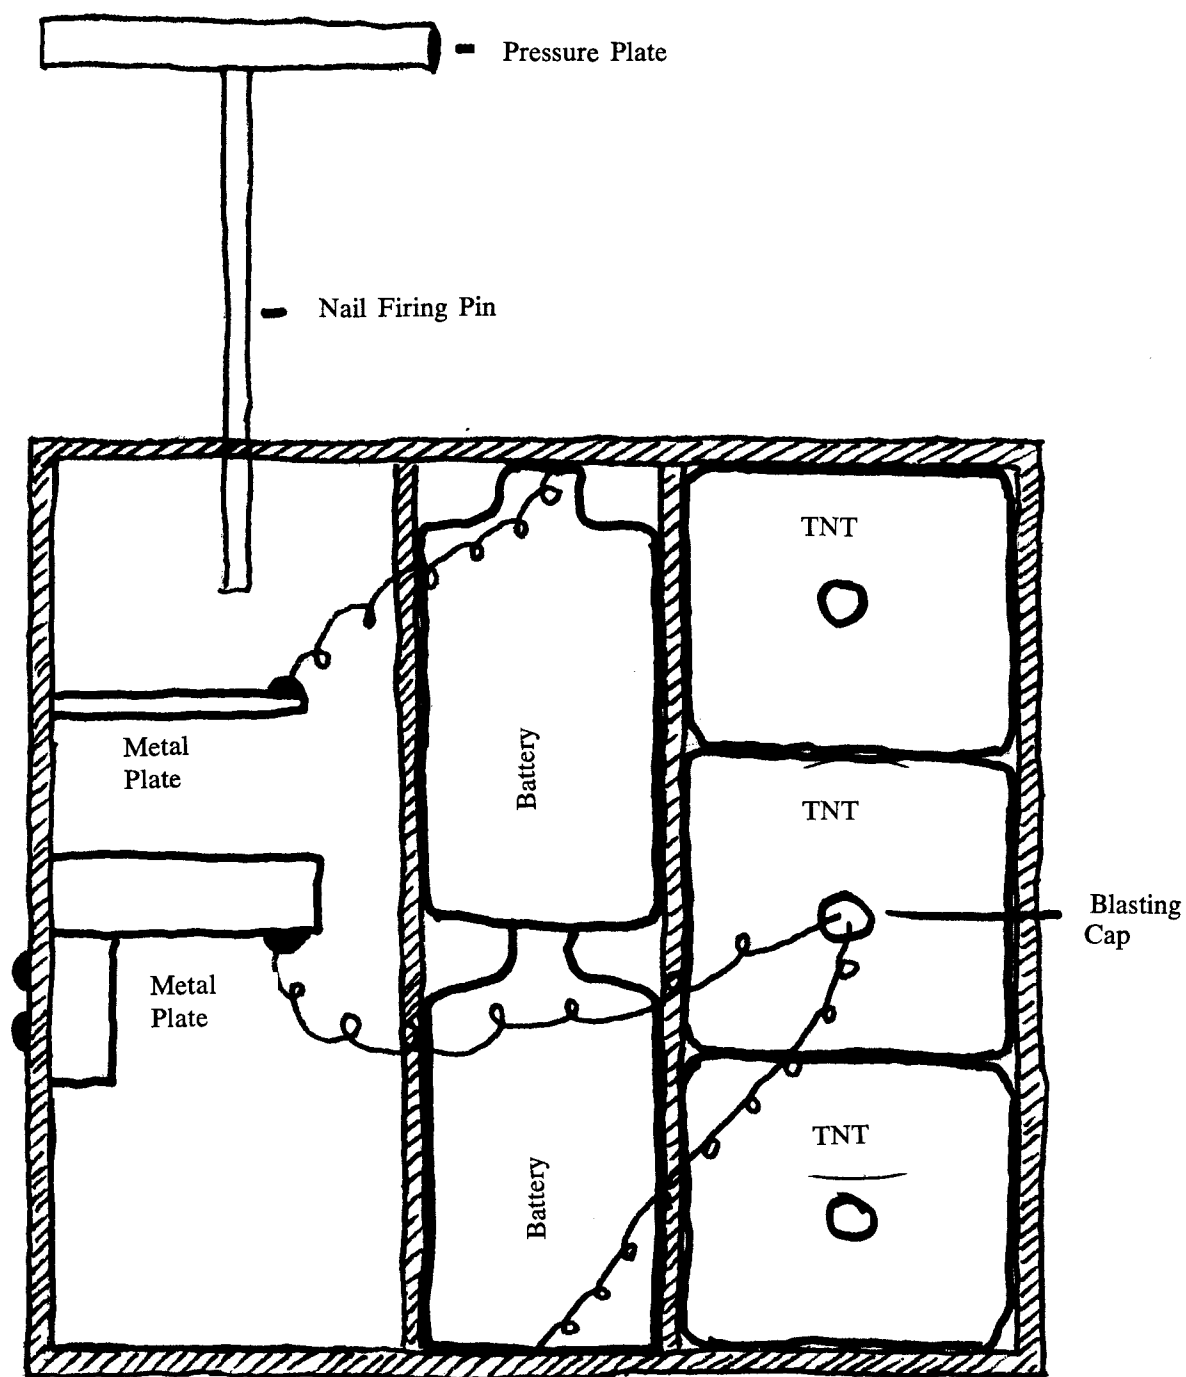 Pressure Plate
Nail Firing Pin
TNT
Metal
Plate
Battery
TNT
Blasting
Cap
Metal
Plate
TNT
Battery